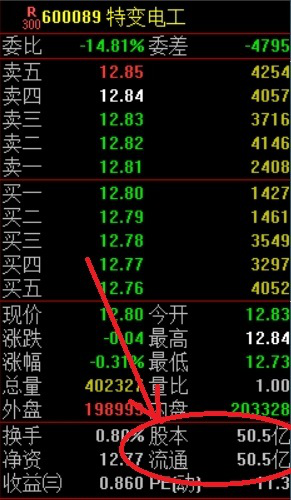 R
300 600089 特变电工
委比 -14.81% 委差 -4795
卖五 12.85 4254
卖四 12.84 4057
卖三 12.83 3716
卖二 12.82 4146
卖一 12.81 2408
买一 12.80 1427
买二 12.79 1461
买三 12.78 3549
买四 12.77 3297
买五 12.76 4052
现价 12.80 今开 12.83
涨跌 -0.04 最高 12.84
涨幅 -0.31% 最低 12.73
总量 402327 量比 1.00
外盘 198999 内盘 203328
换手 0.80% 股本 50.5亿
净资 12.77 流通 50.5亿
收益㈢ 0.860 PE(动) 11.3